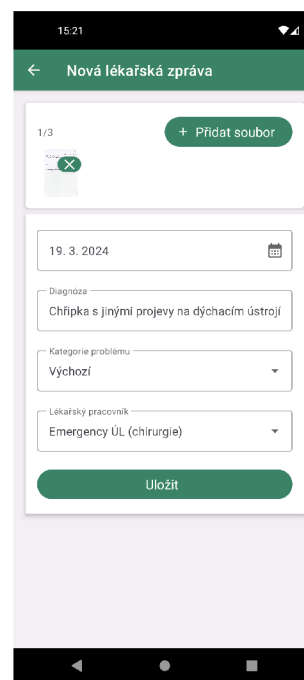 15:21
Nová lékařská zpráva
1/3
+ Přidat soubor
19. 3. 2024
Diagnóza
Chřipka s jinými projevy na dýchacím ústrojí
Kategorie problému
Výchozí
Lékařský pracovník
Emergency ÚL (chirurgie)
Uložit